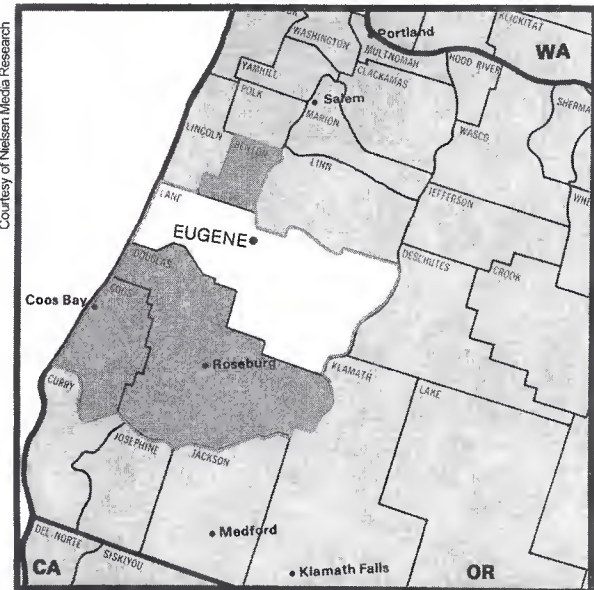 Courtesy of Nielsen Media Research
KLICKITAT
Portland
WA
WASHINGTON
MULTNOMAH
HOOD RIVER
YAMHILL
CLACKAMAS
POLK
Salem
SHERMA
MARION
WASCO
LINCOLN
BENTON
LINN
JEFFERSON
WHE
LANE
EUGENE
DOUGLAS
DESCHUTES
CROOK
Coos Bay
COOS
Roseburg
KLAMATH
LAKE
CURRY
JOSEPHINE
JACKSON
Medford
DEL NORTE
SISKIYOU
CA
Klamath Falls
OR